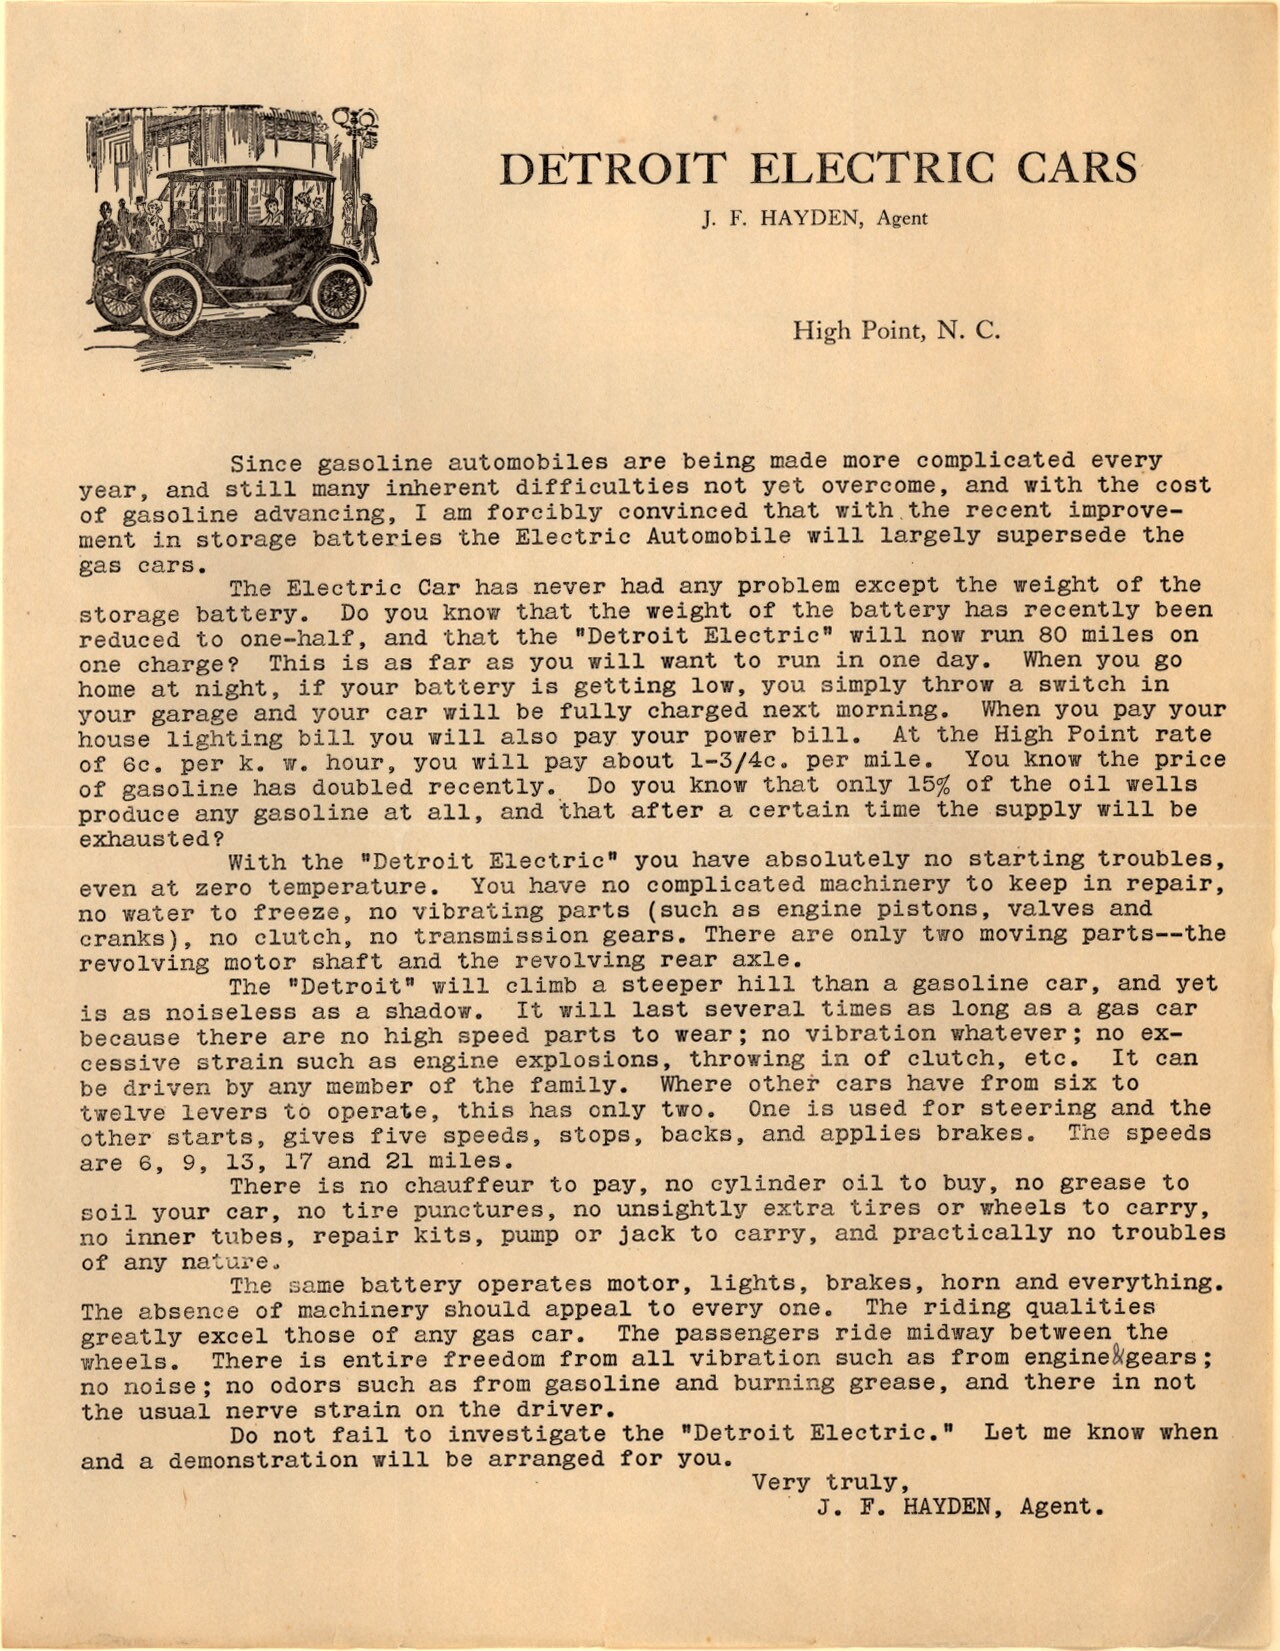 DETROIT ELECTRIC CARS
J. F. HAYDEN, Agent
High Point, N. C.
Since gasoline automobiles are being made more complicated every
year, and still many inherent difficulties not yet overcome, and with the cost
of gasoline advancing, I am forcibly convinced that with the recent improve-
ment in storage batteries the Electric Automobile will largely supersede the
gas cars.
The Electric Car has never had any problem except the weight of the
storage battery. Do you know that the weight of the battery has recently been
reduced to one-half, and that the "Detroit Electric" will now run 80 miles on
one charge? This is as far as you will want to run in one day. When you go
home at night, if your battery is getting low, you simply throw a switch in
your garage and your car will be fully charged next morning. When you pay your
house lighting bill you will also pay your power bill. At the High Point rate
of 6c. per k. w. hour, you will pay about 1-3/4c. per mile. You know the price
of gasoline has doubled recently. Do you know that only 15% of the oil wells
produce any gasoline at all, and that after a certain time the supply will be
exhausted?
With the "Detroit Electric" you have absolutely no starting troubles,
even at zero temperature. You have no complicated machinery to keep in repair,
no water to freeze, no vibrating parts (such as engine pistons, valves and
cranks), no clutch, no transmission gears. There are only two moving parts--the
revolving motor shaft and the revolving rear axle.
The "Detroit" will climb a steeper hill than a gasoline car, and yet
is as noiseless as a shadow. It will last several times as long as a gas car
because there are no high speed parts to wear; no vibration whatever; no ex-
cessive strain such as engine explosions, throwing in of clutch, etc. It can
be driven by any member of the family. Where other cars have from six to
twelve levers to operate, this has only two. One is used for steering and the
other starts, gives five speeds, stops, backs, and applies brakes. The speeds
are 6, 9, 13, 17 and 21 miles.
There is no chauffeur to pay, no cylinder oil to buy, no grease to
soil your car, no tire punctures, no unsightly extra tires or wheels to carry,
no inner tubes, repair kits, pump or jack to carry, and practically no troubles
of any nature.
The same battery operates motor, lights, brakes, horn and everything.
The absence of machinery should appeal to every one. The riding qualities
greatly excel those of any gas car. The passengers ride midway between the
wheels. There is entire freedom from all vibration such as from engine&gears;
no noise; no odors such as from gasoline and burning grease, and there in not
the usual nerve strain on the driver.
Do not fail to investigate the "Detroit Electric." Let me know when
and a demonstration will be arranged for you.
Very truly,
J. F. HAYDEN, Agent.